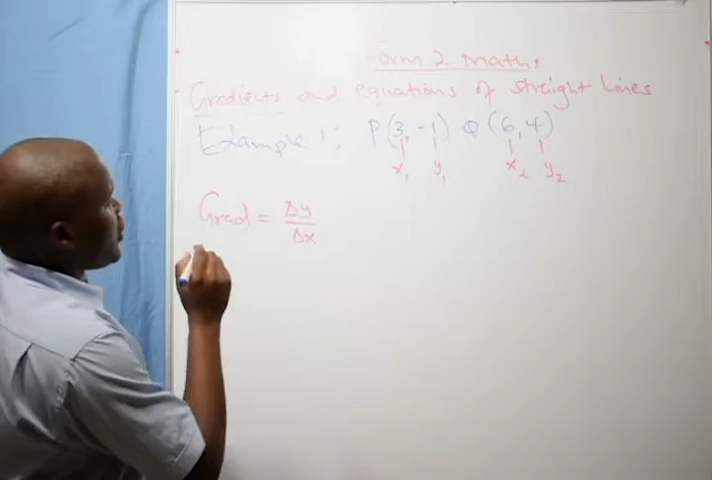 Form 2 Maths
Gradients and equations of straight Lines
Example 1; P(3, -1) Q(6, 4)
x₁ y₁ x₂ y₂
Grad = Δy/Δx